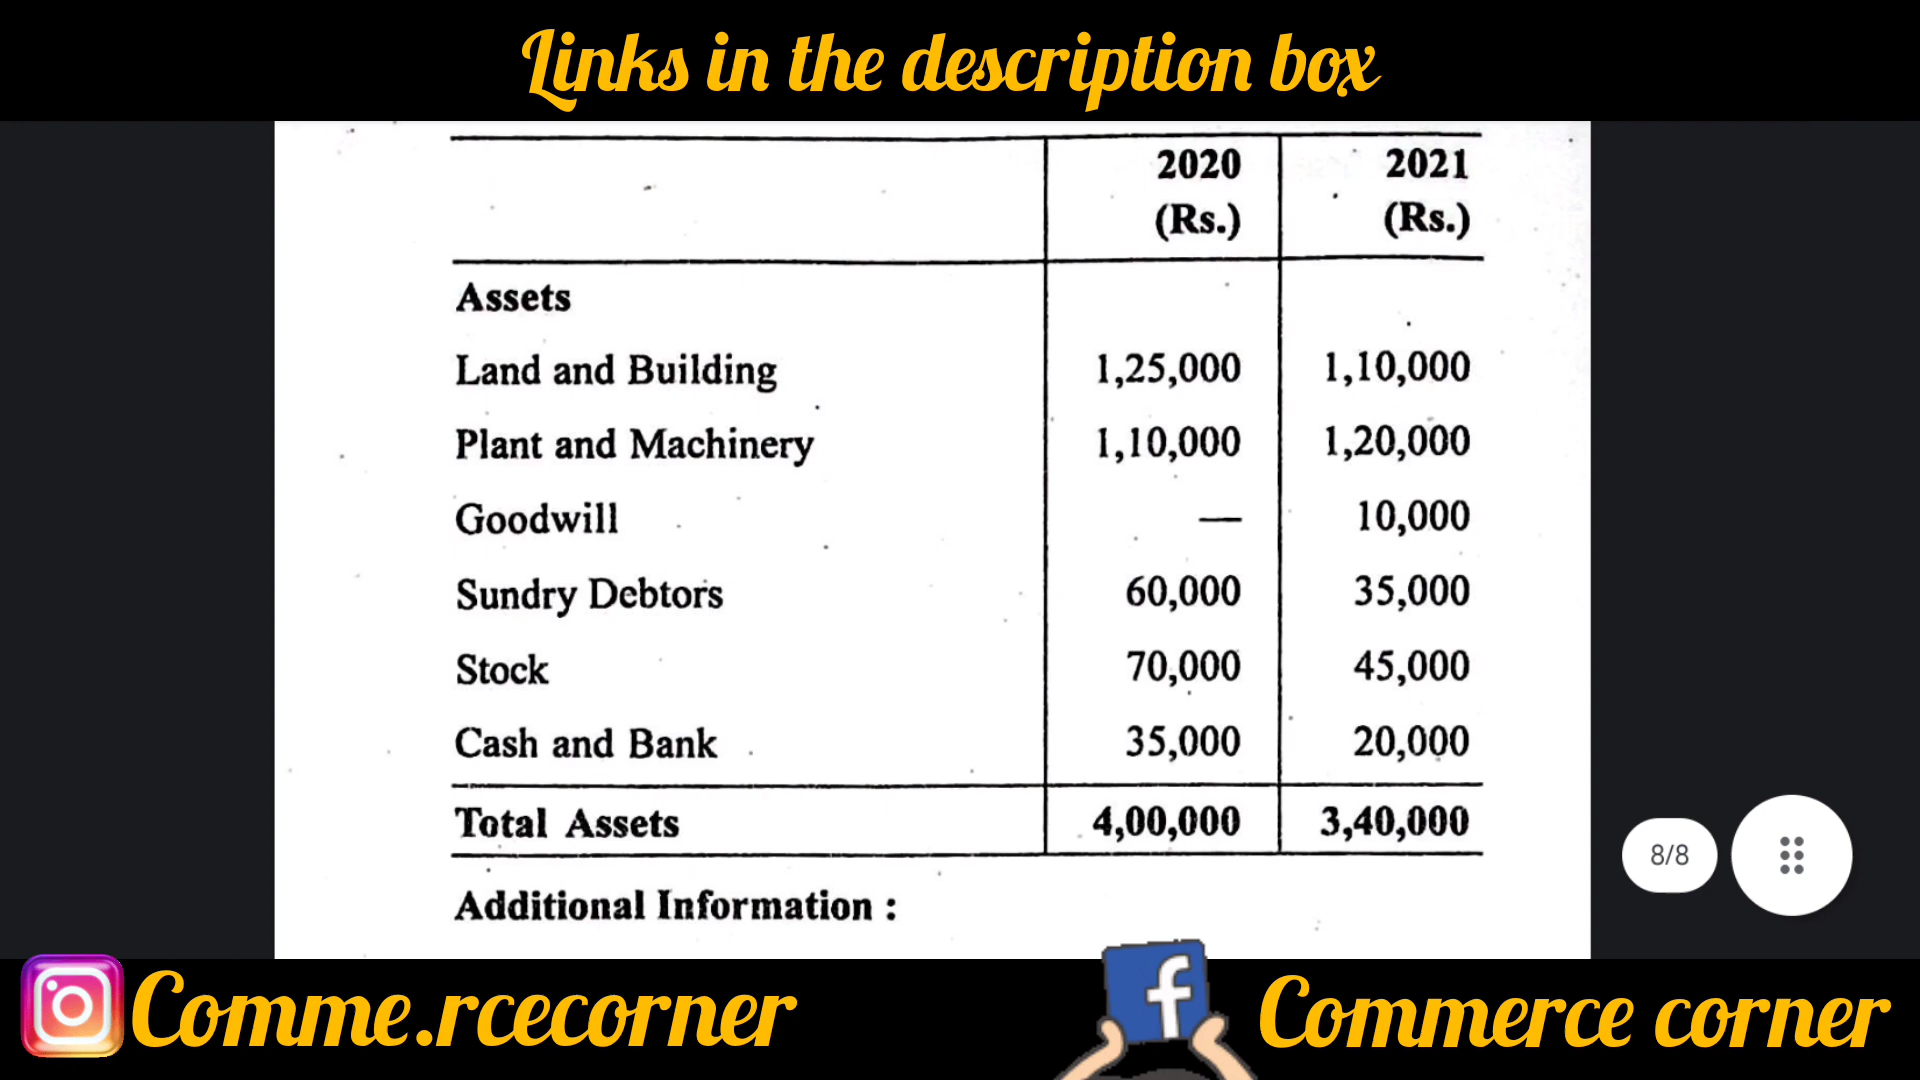 Links in the description box
2020 2021
(Rs.) (Rs.)
Assets
Land and Building 1,25,000 1,10,000
Plant and Machinery 1,10,000 1,20,000
Goodwill — 10,000
Sundry Debtors 60,000 35,000
Stock 70,000 45,000
Cash and Bank 35,000 20,000
Total Assets 4,00,000 3,40,000
Additional Information :
8/8
Comme.rcecorner
f
Commerce corner